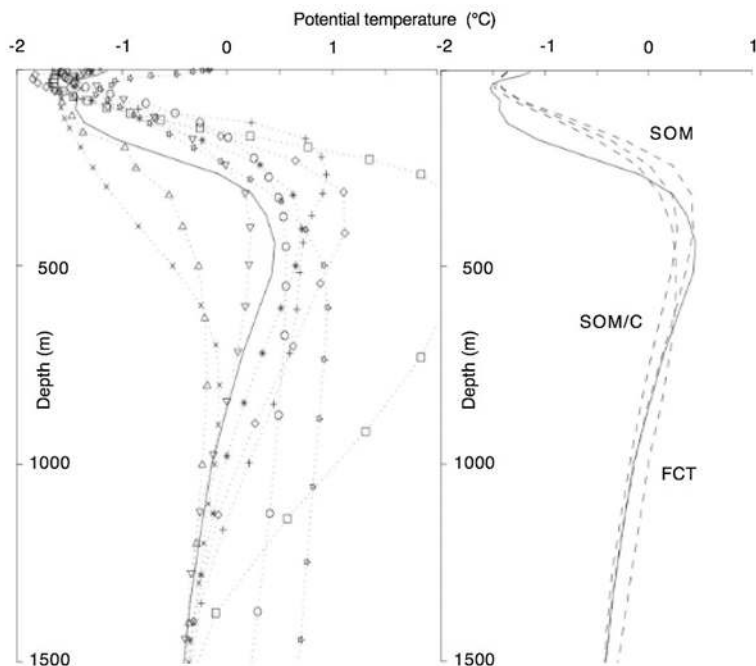 Potential temperature (°C)
-2 -1 0 1 -2 -1 0 1
SOM
500 500
SOM/C
Depth (m) Depth (m)
1000 1000
FCT
1500 1500